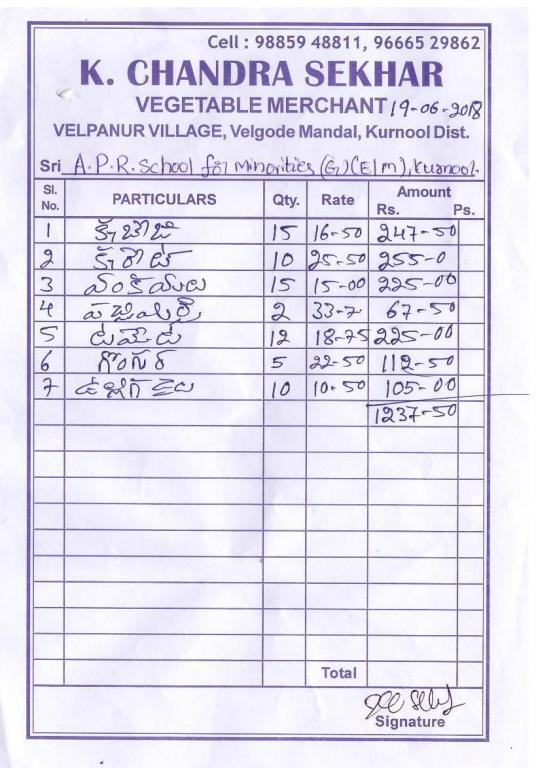 Cell : 98859 48811, 96665 29862
K. CHANDRA SEKHAR
VEGETABLE MERCHANT 19-06-2018
VELPANUR VILLAGE, Velgode Mandal, Kurnool Dist.
Sri A.P.R. School for minorities (G) (E/m), Kurnool.
Sl. No. PARTICULARS Qty. Rate Amount Rs. Ps.
1 క్యాబాజి 15 16-50 247-50
2 క్యారెట్ 10 25-50 255-0
3 వంకాయలు 15 15-00 225-00
4 పచ్చిమిర్చి 2 33-7 67-50
5 టమోట 12 18-75 225-00
6 గోంగూర 5 22-50 112-50
7 10 10-50 105-00
1237-50
Total
Signature